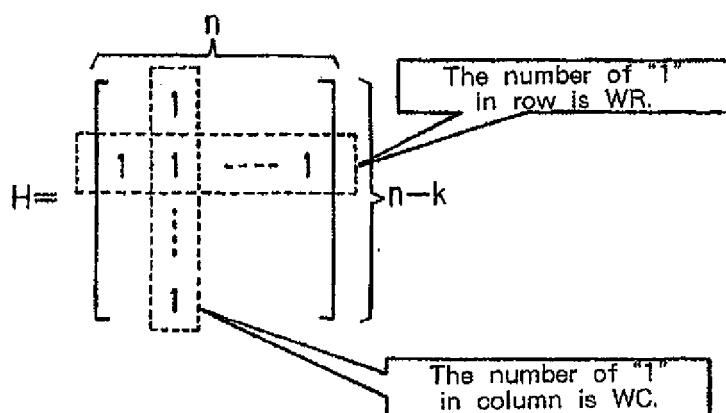 n
The number of "1"
in row is WR.
1
1 1 ---- 1
H=
n-k
1
The number of "1"
in column is WC.